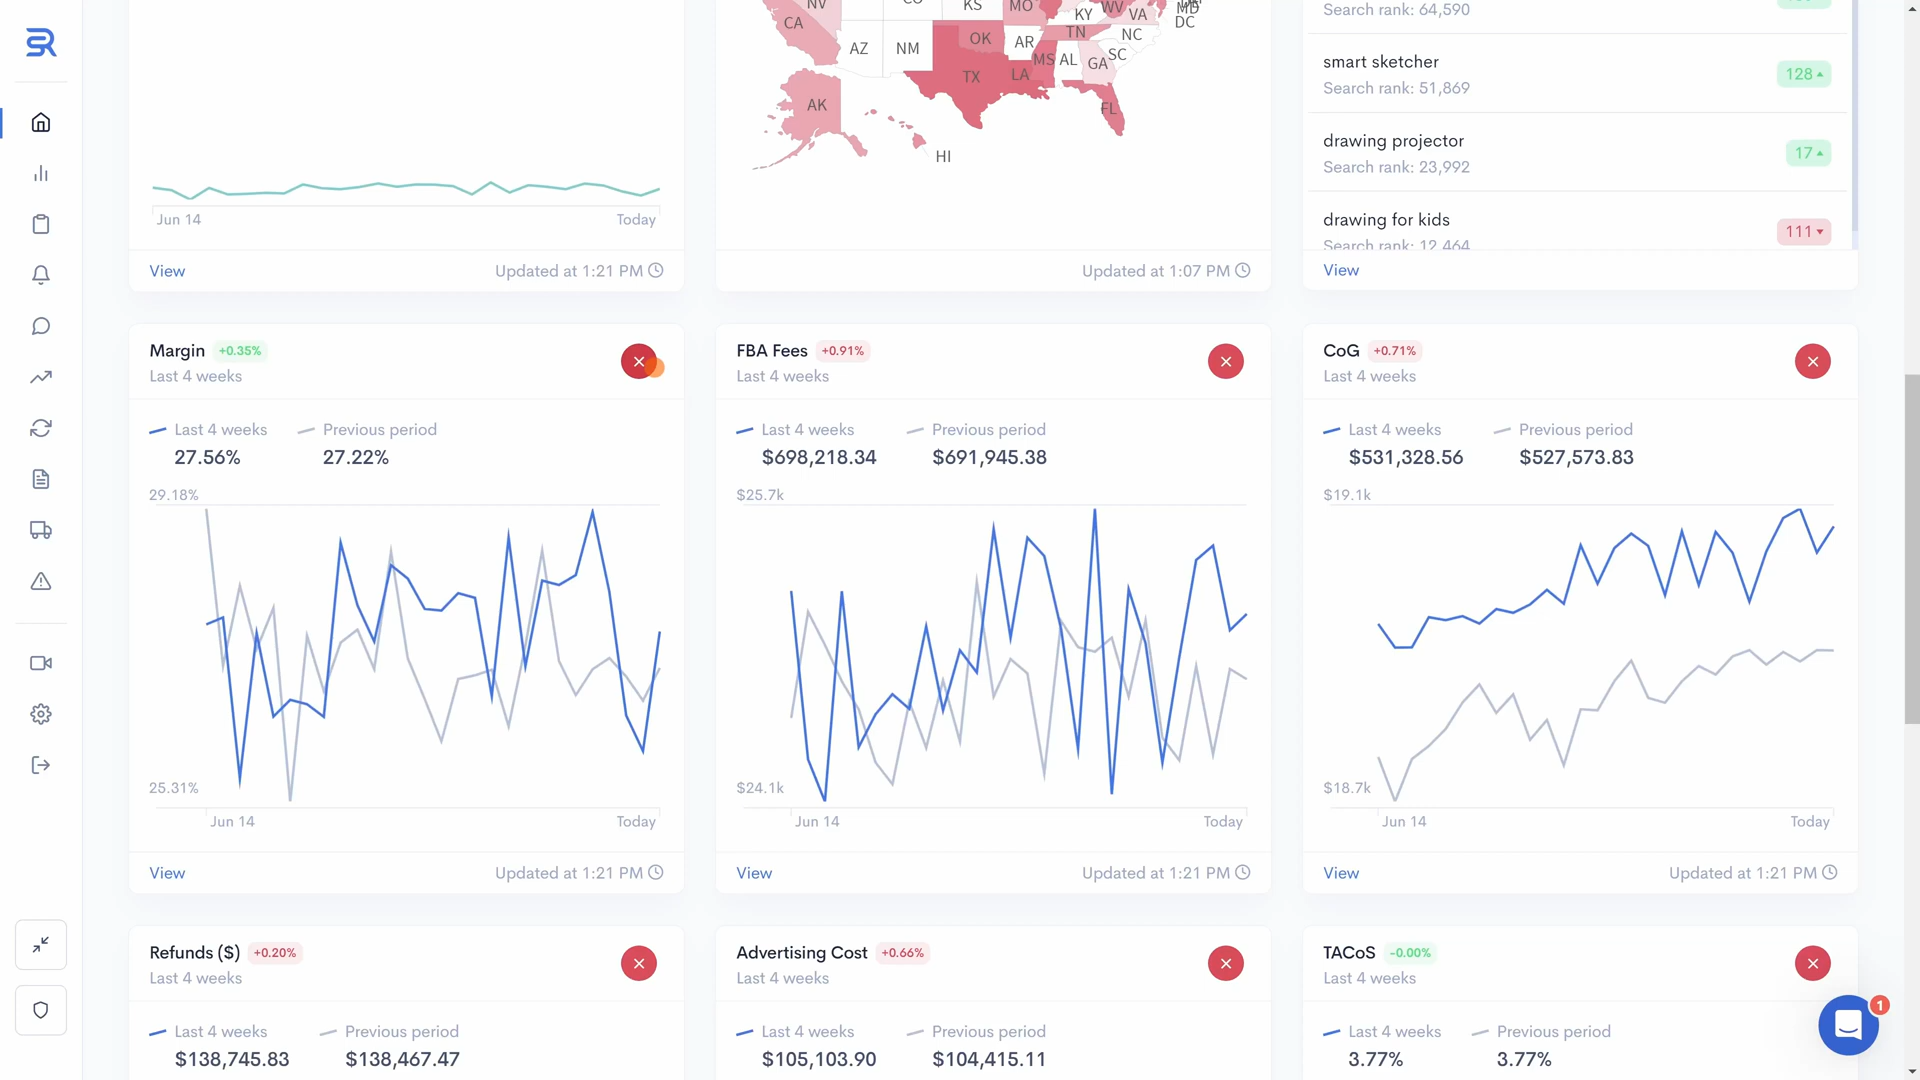 SR
NV
CO
KS
MO
KY
WV
VA
MD
DC
CA
AZ
NM
OK
AR
TN
NC
SC
MS
AL
GA
TX
LA
AK
FL
HI
Search rank: 64,590
smart sketcher
Search rank: 51,869
128
drawing projector
Search rank: 23,992
17
drawing for kids
Search rank: 12,464
111
Jun 14 Today
View Updated at 1:21 PM
Updated at 1:07 PM
View
Margin +0.35%
Last 4 weeks
Last 4 weeks Previous period
27.56% 27.22%
29.18%
25.31%
Jun 14 Today
View Updated at 1:21 PM
FBA Fees +0.91%
Last 4 weeks
Last 4 weeks Previous period
$698,218.34 $691,945.38
$25.7k
$24.1k
Jun 14 Today
View Updated at 1:21 PM
CoG +0.71%
Last 4 weeks
Last 4 weeks Previous period
$531,328.56 $527,573.83
$19.1k
$18.7k
Jun 14 Today
View Updated at 1:21 PM
Refunds ($) +0.20%
Last 4 weeks
Last 4 weeks Previous period
$138,745.83 $138,467.47
Advertising Cost +0.66%
Last 4 weeks
Last 4 weeks Previous period
$105,103.90 $104,415.11
TACoS -0.00%
Last 4 weeks
Last 4 weeks Previous period
3.77% 3.77%
1